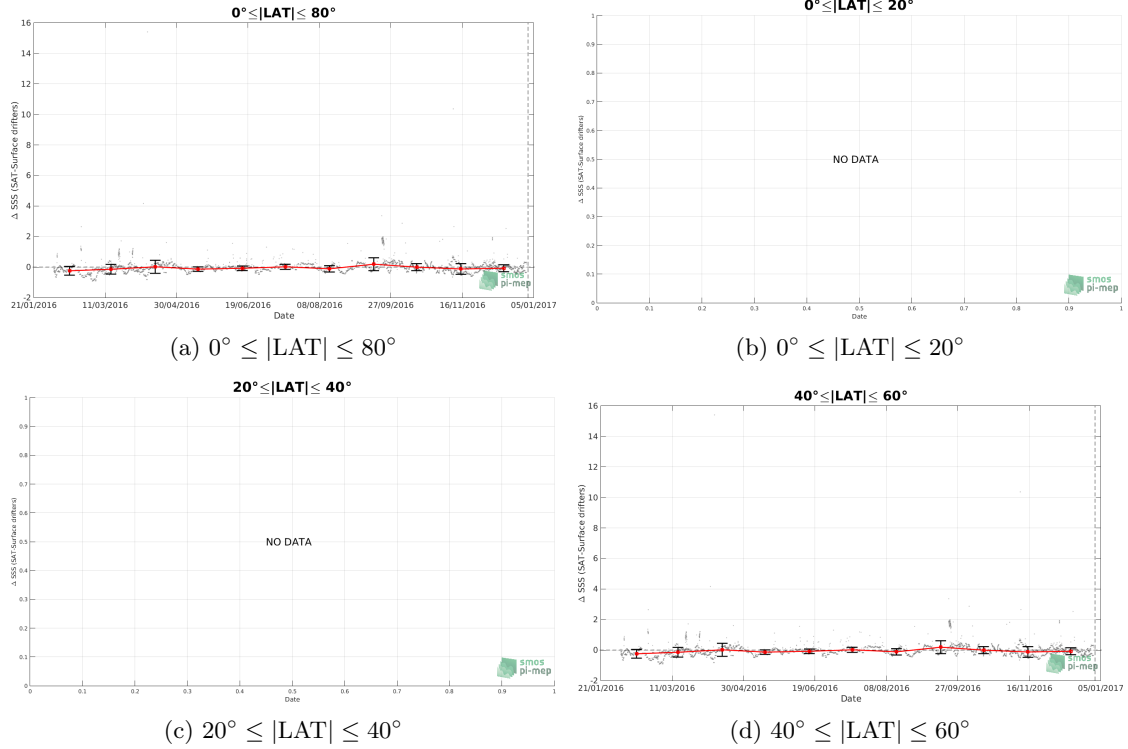 0°≤|LAT|≤ 80°
Δ SSS (SAT-Surface drifters)
16
14
12
10
8
6
4
2
0
-2
21/01/2016 11/03/2016 30/04/2016 19/06/2016 08/08/2016 27/09/2016 16/11/2016 05/01/2017
Date
smos
pi-mep
(a) 0° ≤ |LAT| ≤ 80°
0°≤|LAT|≤ 20°
Δ SSS (SAT-Surface drifters)
1
0.9
0.8
0.7
0.6
0.5
0.4
0.3
0.2
0.1
0
NO DATA
0 0.1 0.2 0.3 0.4 0.5 0.6 0.7 0.8 0.9 1
Date
smos
pi-mep
(b) 0° ≤ |LAT| ≤ 20°
20°≤|LAT|≤ 40°
Δ SSS (SAT-Surface drifters)
1
0.9
0.8
0.7
0.6
0.5
0.4
0.3
0.2
0.1
0
NO DATA
0 0.1 0.2 0.3 0.4 0.5 0.6 0.7 0.8 0.9 1
Date
smos
pi-mep
(c) 20° ≤ |LAT| ≤ 40°
40°≤|LAT|≤ 60°
Δ SSS (SAT-Surface drifters)
16
14
12
10
8
6
4
2
0
-2
21/01/2016 11/03/2016 30/04/2016 19/06/2016 08/08/2016 27/09/2016 16/11/2016 05/01/2017
Date
smos
pi-mep
(d) 40° ≤ |LAT| ≤ 60°